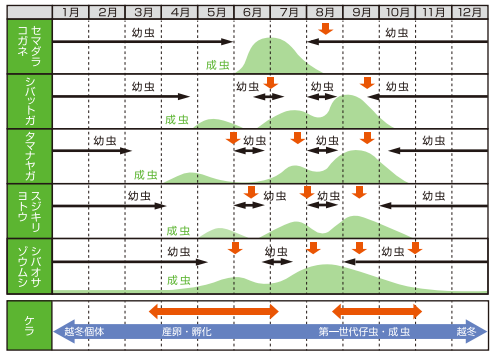 1月 2月 3月 4月 5月 6月 7月 8月 9月 10月 11月 12月
セマダラ
コガネ
幼虫 幼虫
成虫
シバットガ
幼虫 幼虫 幼虫 幼虫
成虫
タマナヤガ
幼虫 幼虫 幼虫 幼虫
成虫
スジキリ
ヨトウ
幼虫 幼虫 幼虫 幼虫
成虫
シバオサ
ゾウムシ
幼虫 幼虫 幼虫
成虫
ケラ
越冬個体 産卵・孵化 第一世代仔虫・成虫 越冬